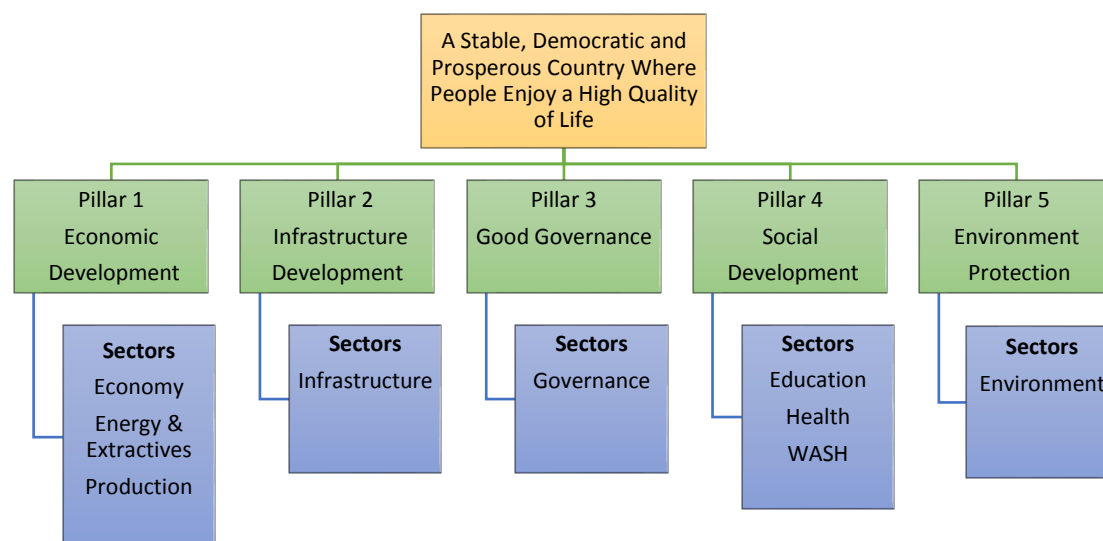 A Stable, Democratic and
Prosperous Country Where
People Enjoy a High Quality
of Life
Pillar 1
Economic
Development
Pillar 2
Infrastructure
Development
Pillar 3
Good Governance
Pillar 4
Social
Development
Pillar 5
Environment
Protection
Sectors
Economy
Energy &
Extractives
Production
Sectors
Infrastructure
Sectors
Governance
Sectors
Education
Health
WASH
Sectors
Environment